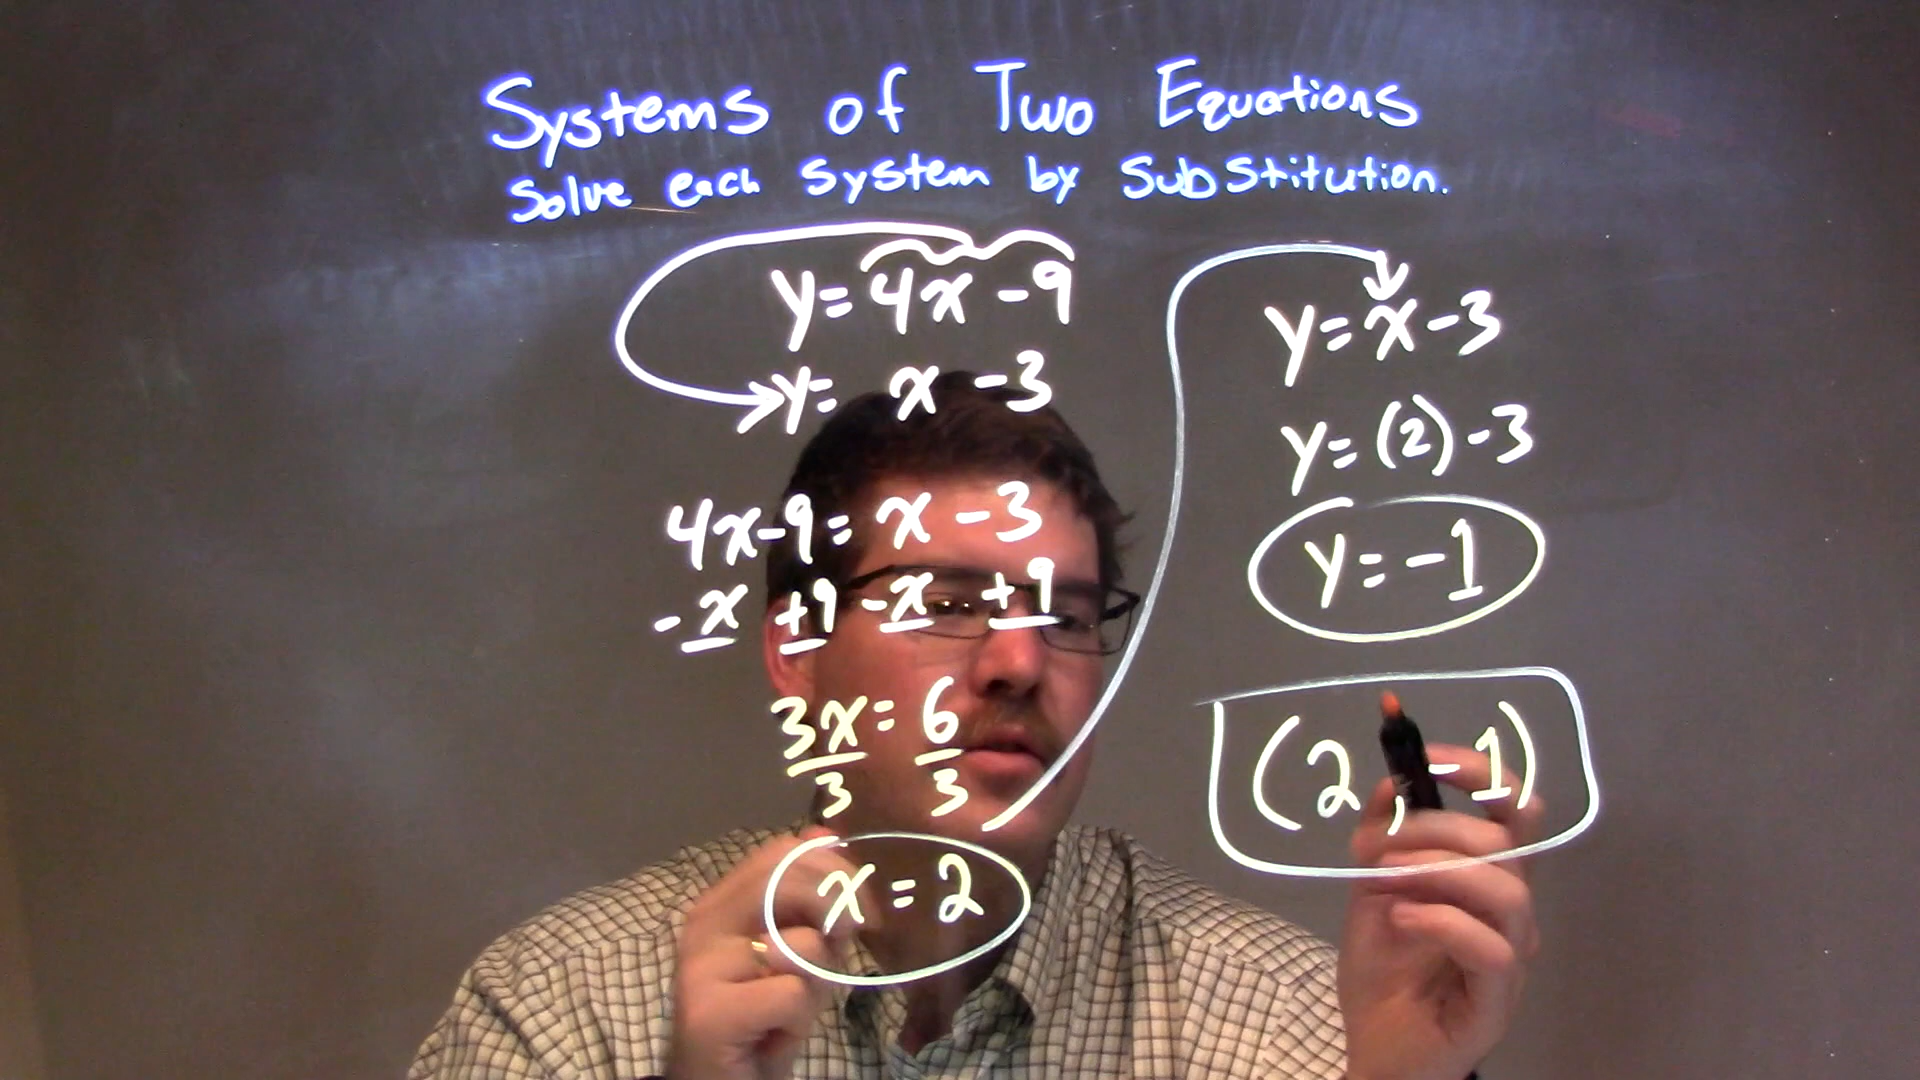 Systems of Two Equations
Solve each system by substitution.
y = 4x - 9
y = x - 3
4x - 9 = x - 3
- x + 9 - x + 9
3x = 6
3 3
x = 2
y = x - 3
y = (2) - 3
y = -1
(2, -1)